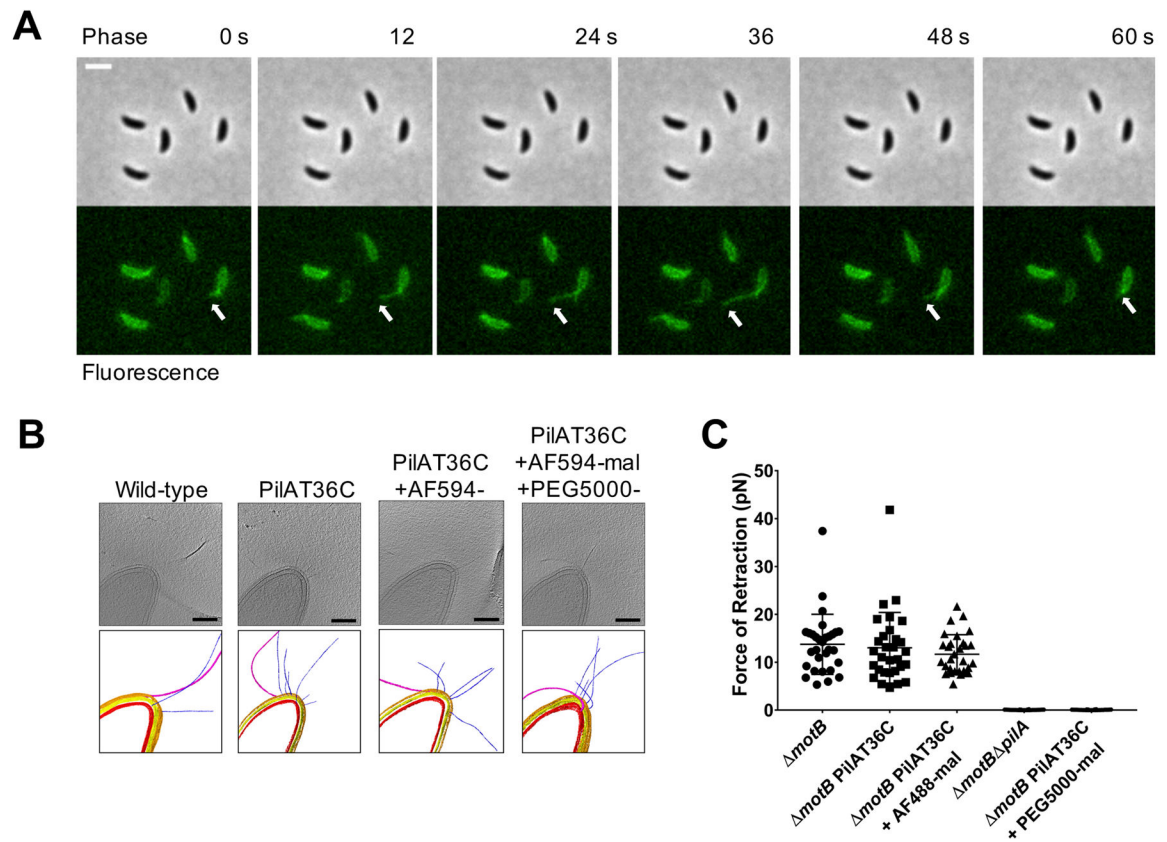 A
Phase 0 s 12 24 s 36 48 s 60 s
Fluorescence
B
Wild-type
PilAT36C
PilAT36C
+AF594-
PilAT36C
+AF594-mal
+PEG5000-
C
Force of Retraction (pN)
50
40
30
20
10
0
ΔmotB
ΔmotB PilAT36C
ΔmotB PilAT36C
+ AF488-mal
ΔmotBΔpilA
ΔmotB PilAT36C
+ PEG5000-mal